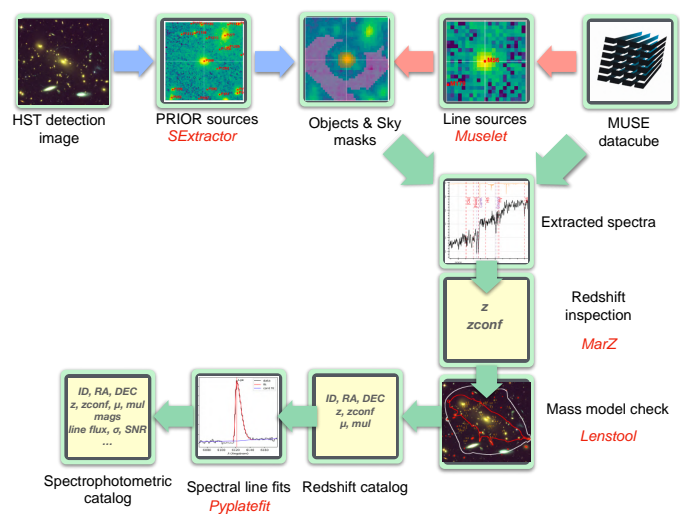 HST detection
image
PRIOR sources
SExtractor
Objects & Sky
masks
Line sources
Muselet
MUSE
datacube
Extracted spectra
z
zconf
Redshift
inspection
MarZ
Mass model check
Lenstool
ID, RA, DEC
z, zconf
μ, mul
Redshift catalog
Spectral line fits
Pyplatefit
ID, RA, DEC
z, zconf, μ, mul
mags
line flux, σ, SNR
...
Spectrophotometric
catalog